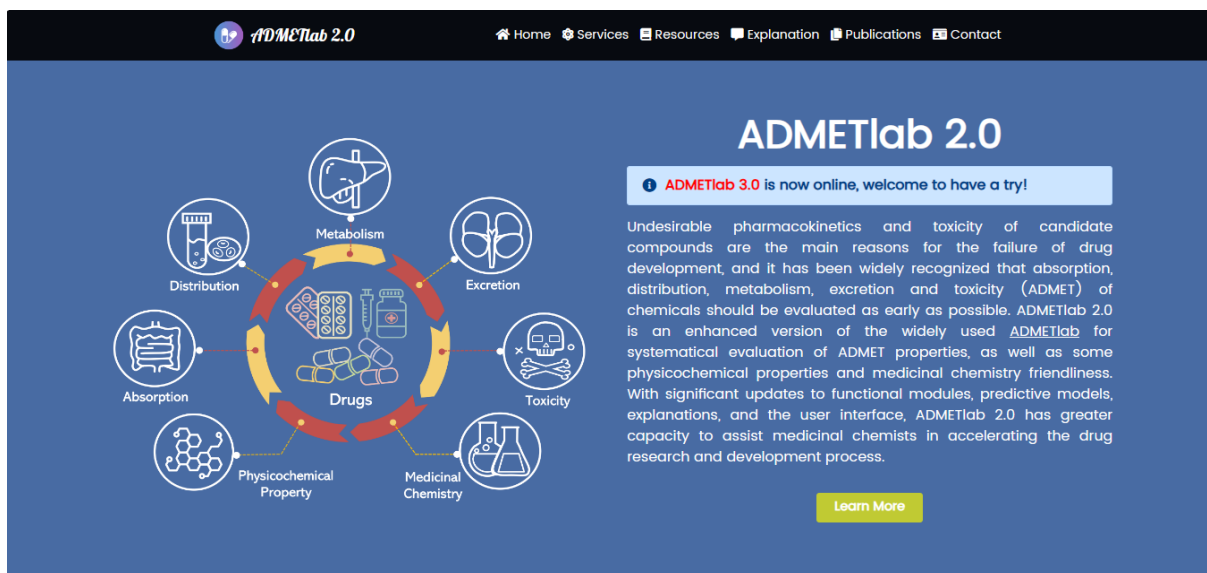 ADMETlab 2.0
Home Services Resources Explanation Publications Contact
Metabolism
Distribution
Excretion
Absorption
Drugs
Toxicity
Physicochemical
Property
Medicinal
Chemistry
ADMETlab 2.0
ADMETlab 3.0 is now online, welcome to have a try!
Undesirable pharmacokinetics and toxicity of candidate
compounds are the main reasons for the failure of drug
development, and it has been widely recognized that absorption,
distribution, metabolism, excretion and toxicity (ADMET) of
chemicals should be evaluated as early as possible. ADMETlab 2.0
is an enhanced version of the widely used ADMETlab for
systematical evaluation of ADMET properties, as well as some
physicochemical properties and medicinal chemistry friendliness.
With significant updates to functional modules, predictive models,
explanations, and the user interface, ADMETlab 2.0 has greater
capacity to assist medicinal chemists in accelerating the drug
research and development process.
Learn More